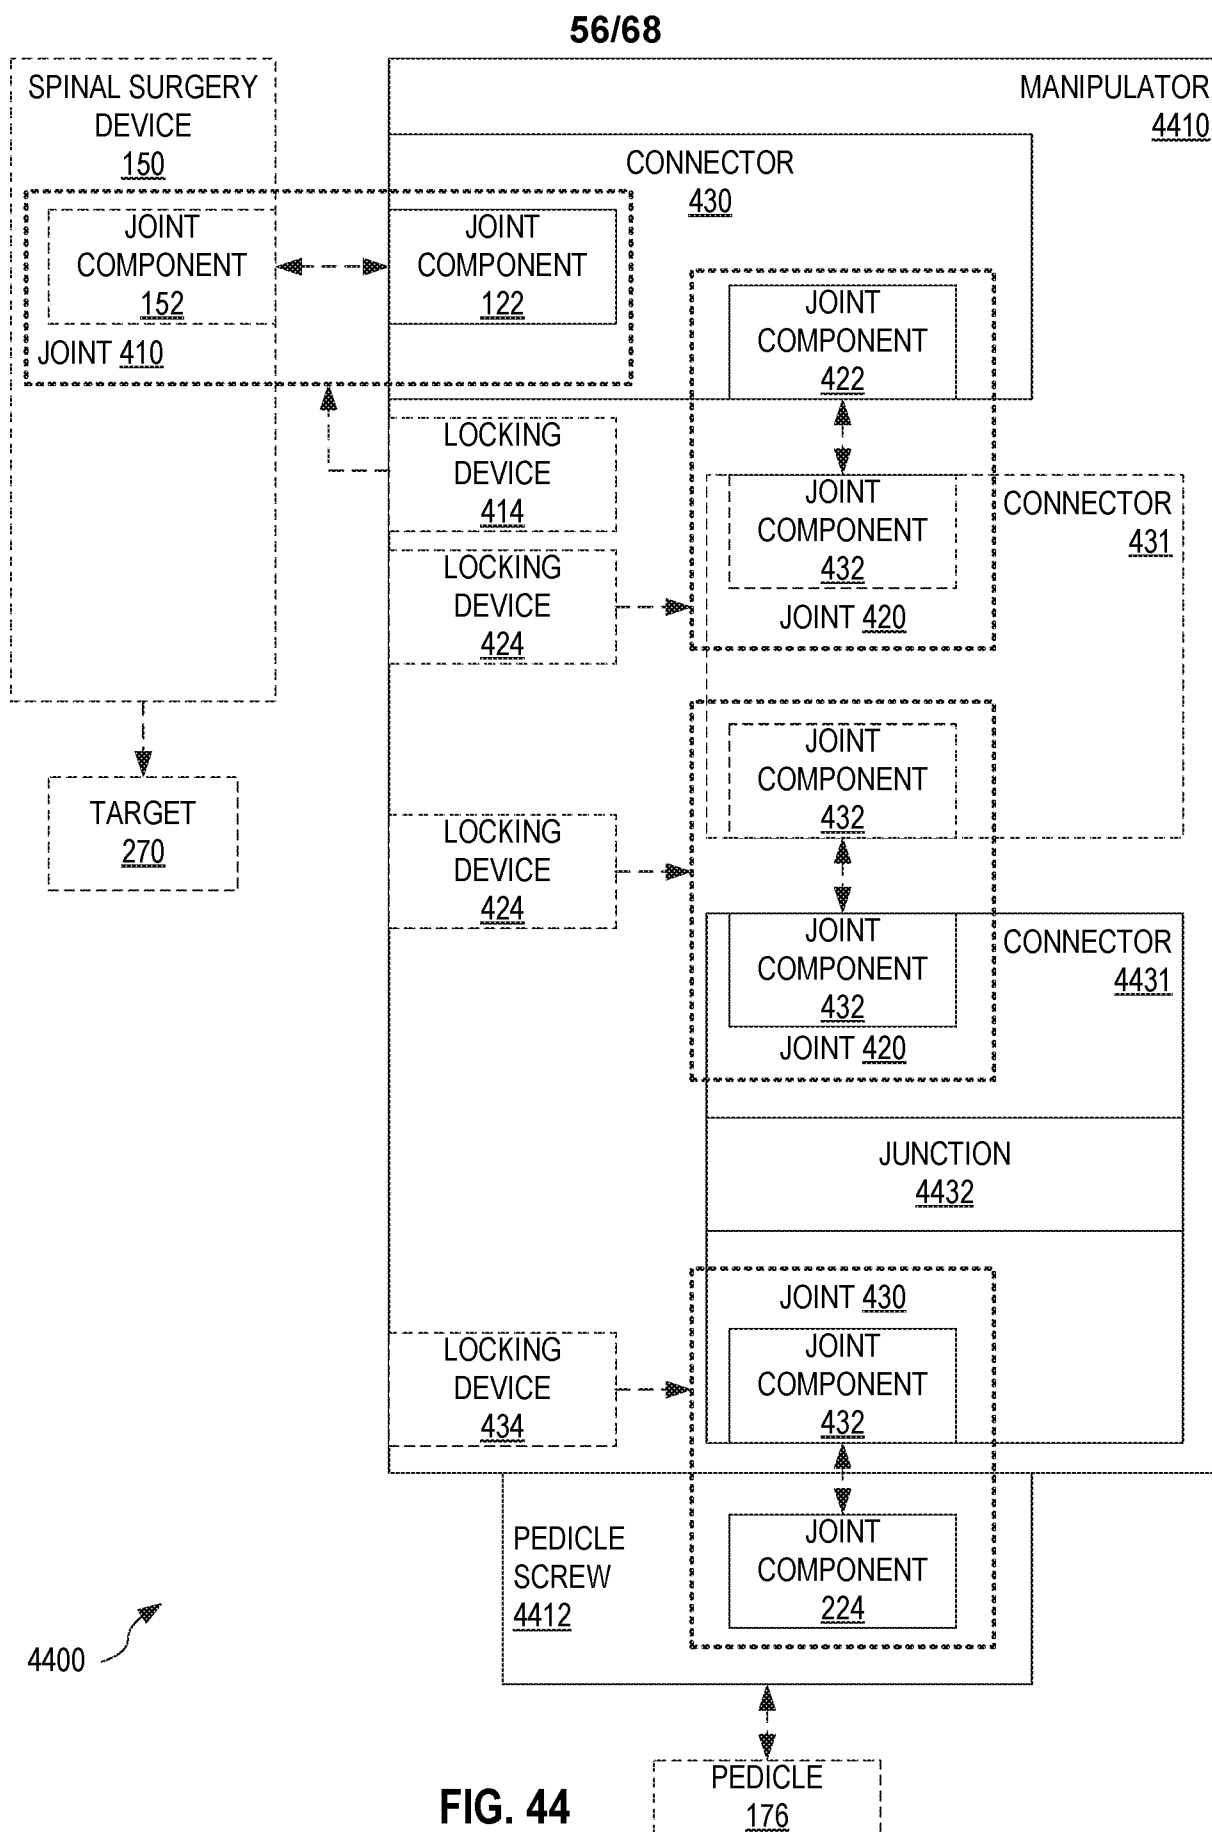 56/68
SPINAL SURGERY
DEVICE
150
MANIPULATOR
4410
CONNECTOR
430
JOINT
COMPONENT
152
JOINT 410
JOINT
COMPONENT
122
JOINT
COMPONENT
422
LOCKING
DEVICE
414
JOINT
COMPONENT
432
JOINT 420
CONNECTOR
431
LOCKING
DEVICE
424
JOINT
COMPONENT
432
TARGET
270
LOCKING
DEVICE
424
JOINT
COMPONENT
432
JOINT 420
CONNECTOR
4431
JUNCTION
4432
JOINT 430
LOCKING
DEVICE
434
JOINT
COMPONENT
432
PEDICLE
SCREW
4412
JOINT
COMPONENT
224
4400
PEDICLE
176
FIG. 44